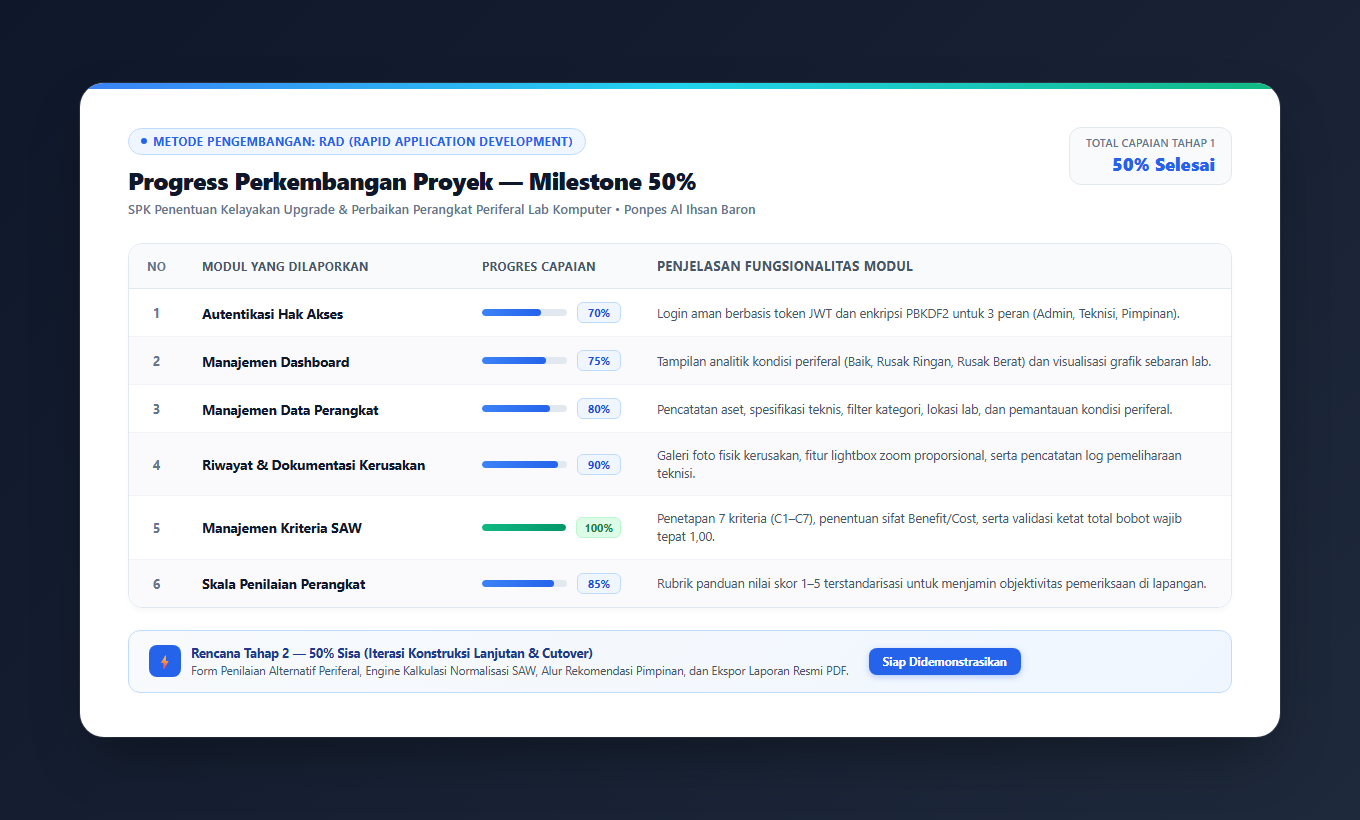 METODE PENGEMBANGAN: RAD (RAPID APPLICATION DEVELOPMENT)
Progress Perkembangan Proyek — Milestone 50%
SPK Penentuan Kelayakan Upgrade & Perbaikan Perangkat Periferal Lab Komputer • Ponpes Al Ihsan Baron
TOTAL CAPAIAN TAHAP 1
50% Selesai
NO MODUL YANG DILAPORKAN PROGRES CAPAIAN PENJELASAN FUNGSIONALITAS MODUL
1 Autentikasi Hak Akses 70% Login aman berbasis token JWT dan enkripsi PBKDF2 untuk 3 peran (Admin, Teknisi, Pimpinan).
2 Manajemen Dashboard 75% Tampilan analitik kondisi periferal (Baik, Rusak Ringan, Rusak Berat) dan visualisasi grafik sebaran lab.
3 Manajemen Data Perangkat 80% Pencatatan aset, spesifikasi teknis, filter kategori, lokasi lab, dan pemantauan kondisi periferal.
4 Riwayat & Dokumentasi Kerusakan 90% Galeri foto fisik kerusakan, fitur lightbox zoom proporsional, serta pencatatan log pemeliharaan
teknisi.
5 Manajemen Kriteria SAW 100% Penetapan 7 kriteria (C1–C7), penentuan sifat Benefit/Cost, serta validasi ketat total bobot wajib
tepat 1,00.
6 Skala Penilaian Perangkat 85% Rubrik panduan nilai skor 1–5 terstandarisasi untuk menjamin objektivitas pemeriksaan di lapangan.
Rencana Tahap 2 — 50% Sisa (Iterasi Konstruksi Lanjutan & Cutover)
Form Penilaian Alternatif Periferal, Engine Kalkulasi Normalisasi SAW, Alur Rekomendasi Pimpinan, dan Ekspor Laporan Resmi PDF.
Siap Didemonstrasikan